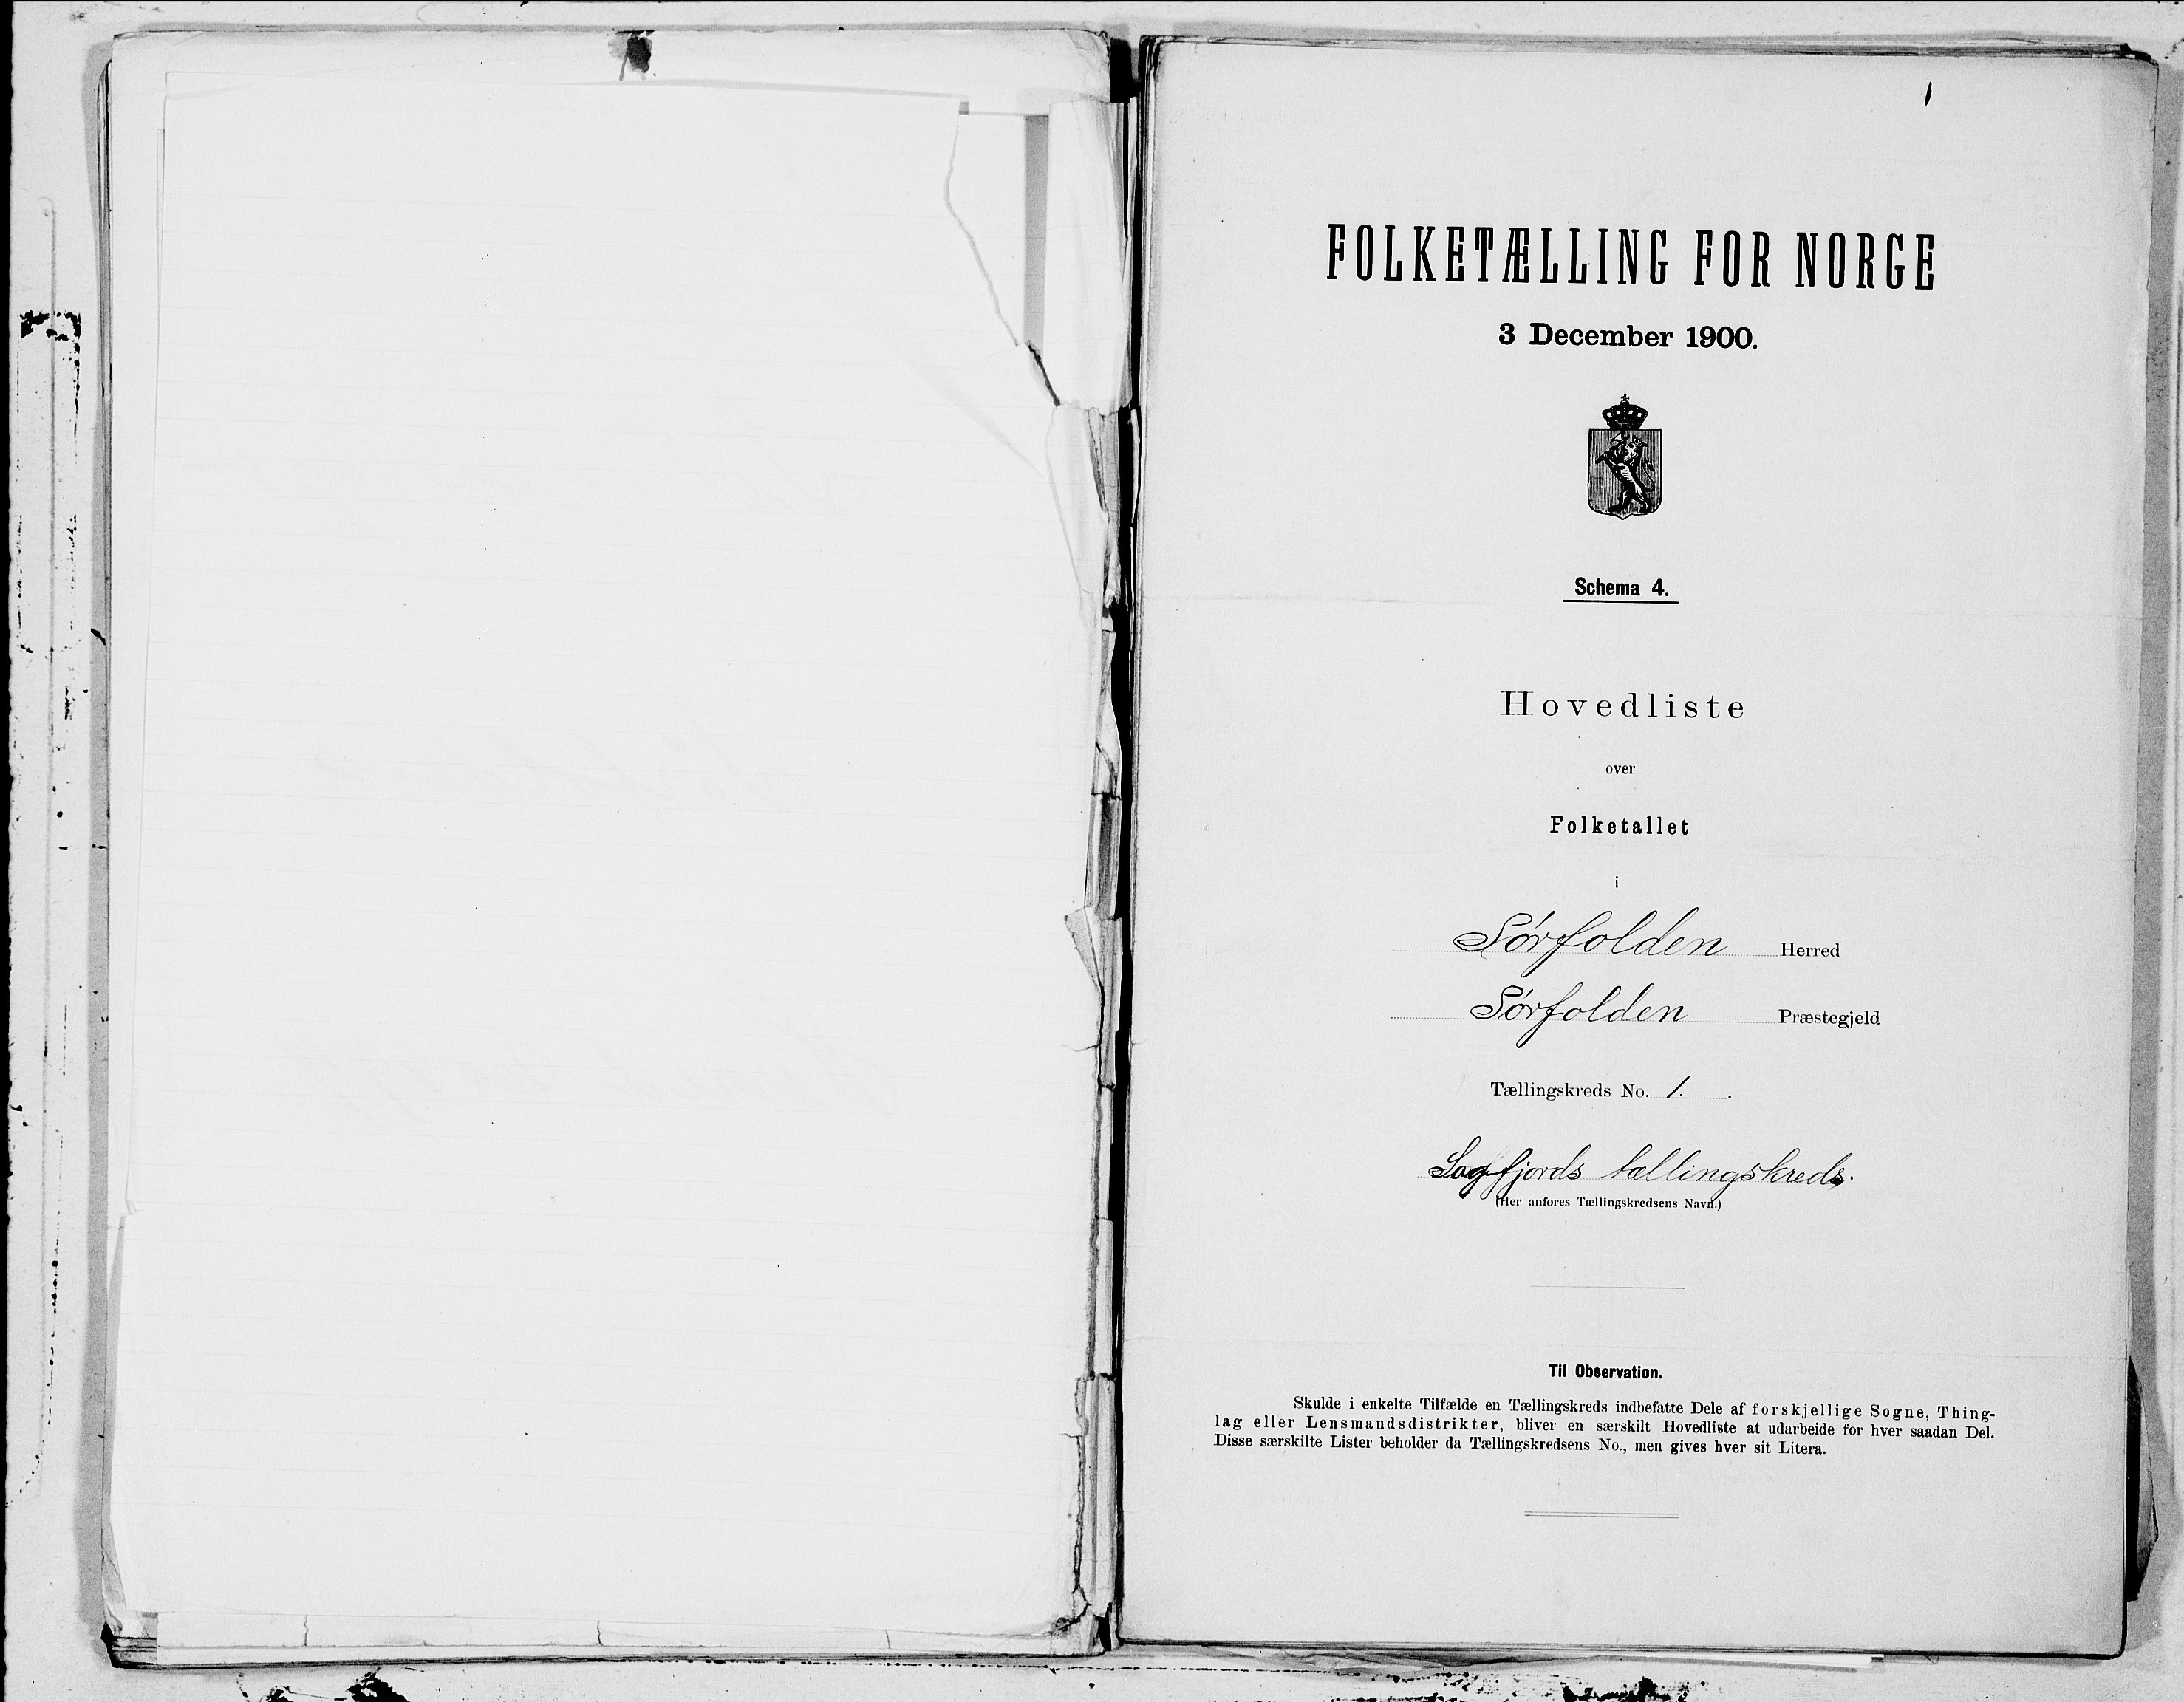 1
FOLKETÆLLING FOR NORGE
3 December 1900.
Schema 4.
Hovedliste
over
Folketallet
i
Sørfolden Herred
Sørfolden Præstegjeld
Tællingskreds No. 1. .
Lagfjords tællingskreds.
(Her anføres Tællingskredsens Navn.)
Til Observation.
Skulde i enkelte Tilfælde en Tællingskreds indbefatte Dele af forskjellige Sogne, Thing-
lag eller Lensmandsdistrikter, bliver en særskilt Hovedliste at udarbeide for hver saadan Del.
Disse særskilte Lister beholder da Tællingskredsens No., men gives hver sit Litera.